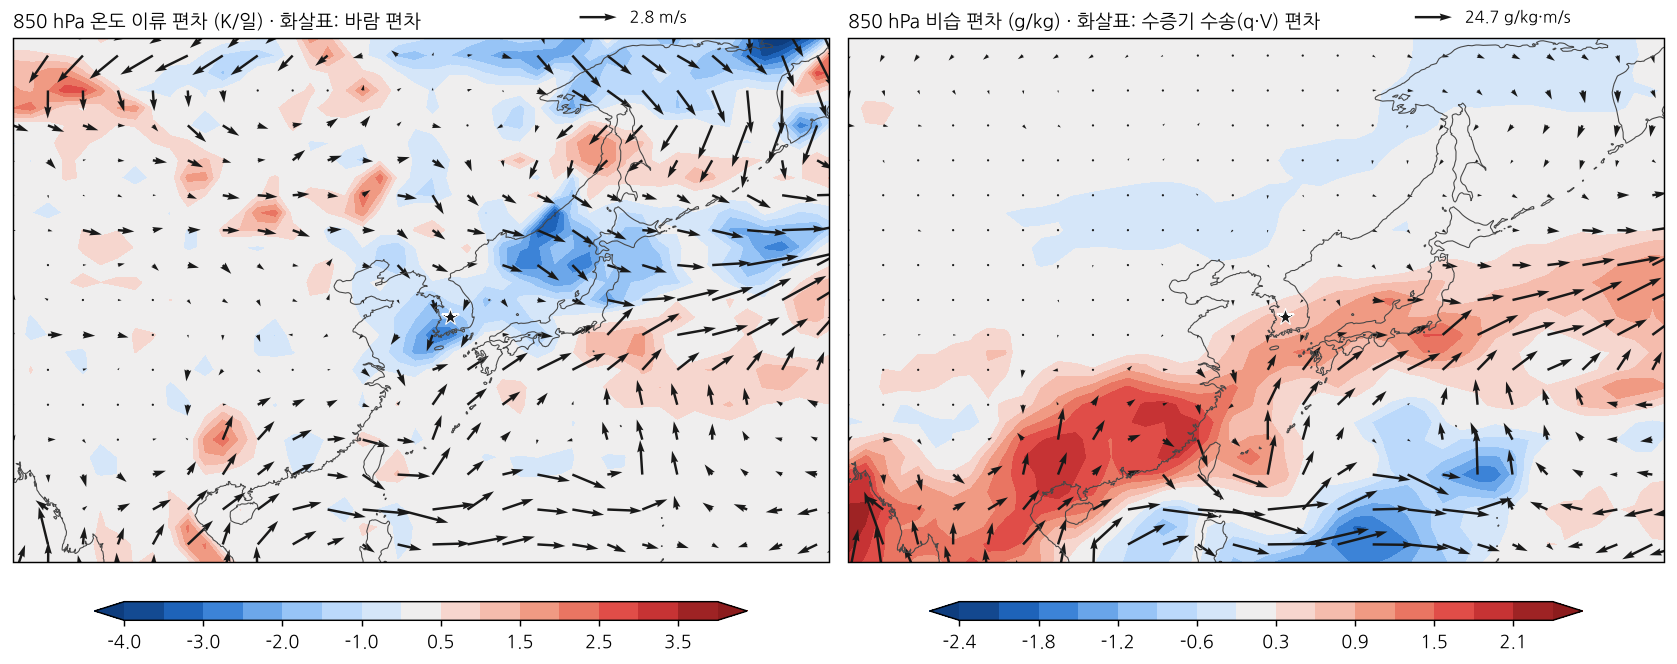 850 hPa 온도 이류 편차 (K/일) · 화살표: 바람 편차
2.8 m/s
850 hPa 비습 편차 (g/kg) · 화살표: 수증기 수송(q·V) 편차
24.7 g/kg·m/s
-4.0 -3.0 -2.0 -1.0 0.5 1.5 2.5 3.5
-2.4 -1.8 -1.2 -0.6 0.3 0.9 1.5 2.1